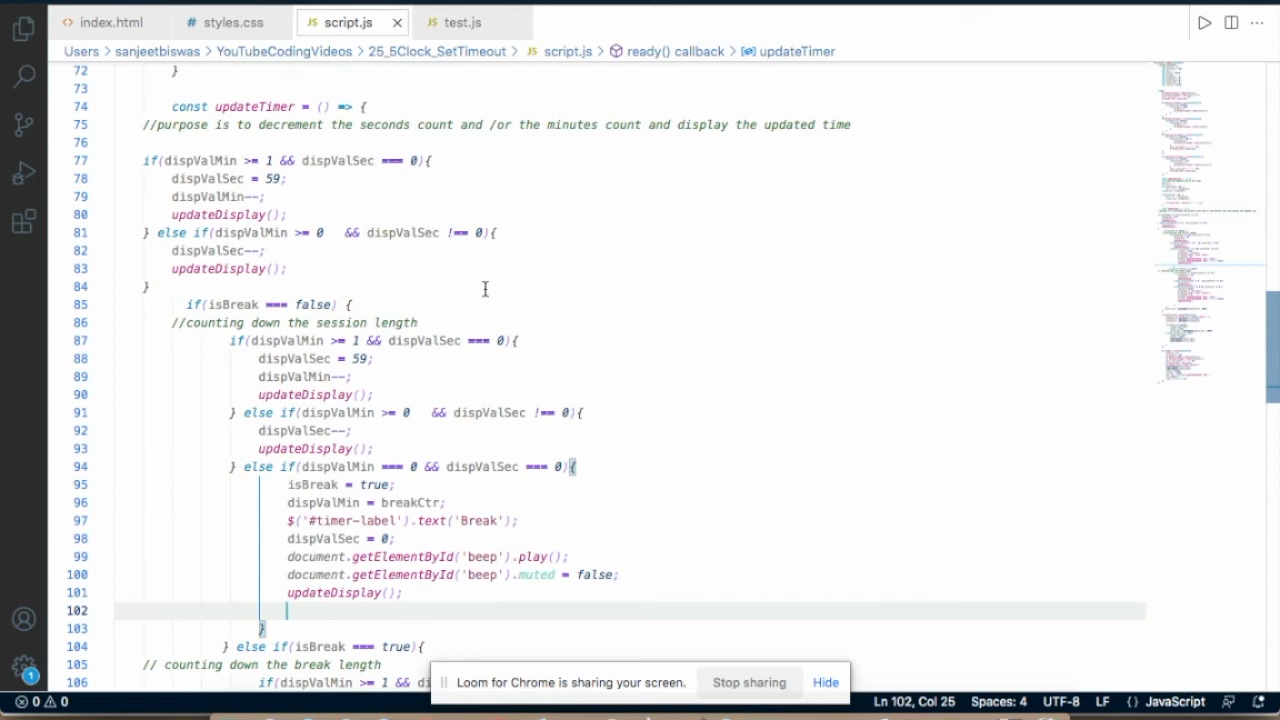 index.html
styles.css
script.js
test.js
Users > sanjeetbiswas > YouTubeCodingVideos > 25_5Clock_SetTimeout > script.js > ready() callback > updateTimer
72 }
73
74 const updateTimer = () => {
75 //purpose is to decrement the seconds count over the minutes count and display the updated time
76
77 if(dispValMin >= 1 && dispValSec === 0){
78 dispValSec = 59;
79 dispValMin--;
80 updateDisplay();
81 } else if(dispValMin >= 0 && dispValSec !== 0){
82 dispValSec--;
83 updateDisplay();
84 }
85 if(isBreak === false) {
86 //counting down the session length
87 if(dispValMin >= 1 && dispValSec === 0){
88 dispValSec = 59;
89 dispValMin--;
90 updateDisplay();
91 } else if(dispValMin >= 0 && dispValSec !== 0){
92 dispValSec--;
93 updateDisplay();
94 } else if(dispValMin === 0 && dispValSec === 0){
95 isBreak = true;
96 dispValMin = breakCtr;
97 $('#timer-label').text('Break');
98 dispValSec = 0;
99 document.getElementById('beep').play();
100 document.getElementById('beep').muted = false;
101 updateDisplay();
102
103 }
104 } else if(isBreak === true){
105 // counting down the break length
106 if(dispValMin >= 1 && di
Loom for Chrome is sharing your screen. Stop sharing Hide
1
0 0 Ln 102, Col 25 Spaces: 4 UTF-8 LF {} JavaScript